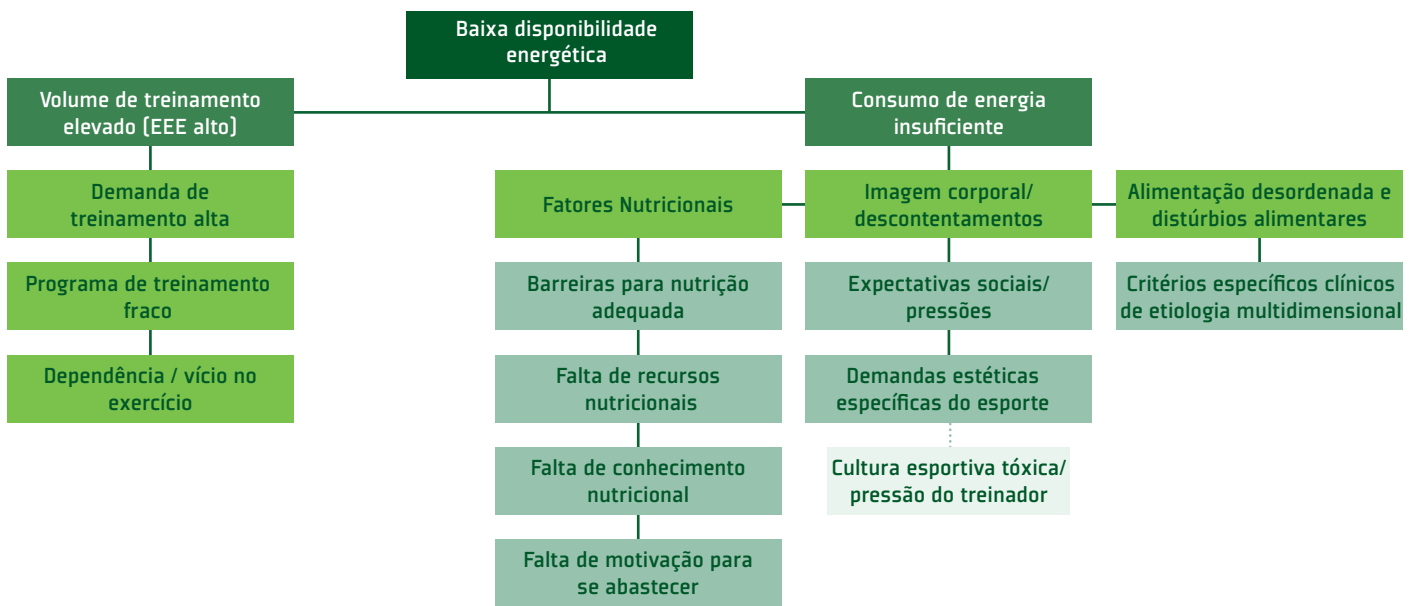 Baixa disponibilidade
energética
Volume de treinamento
elevado (EEE alto)
Consumo de energia
insuficiente
Demanda de
treinamento alta
Fatores Nutricionais
Imagem corporal/
descontentamentos
Alimentação desordenada e
distúrbios alimentares
Programa de treinamento
fraco
Barreiras para nutrição
adequada
Expectativas sociais/
pressões
Critérios específicos clínicos
de etiologia multidimensional
Dependência / vício no
exercício
Falta de recursos
nutricionais
Demandas estéticas
específicas do esporte
Falta de conhecimento
nutricional
Cultura esportiva tóxica/
pressão do treinador
Falta de motivação para
se abastecer